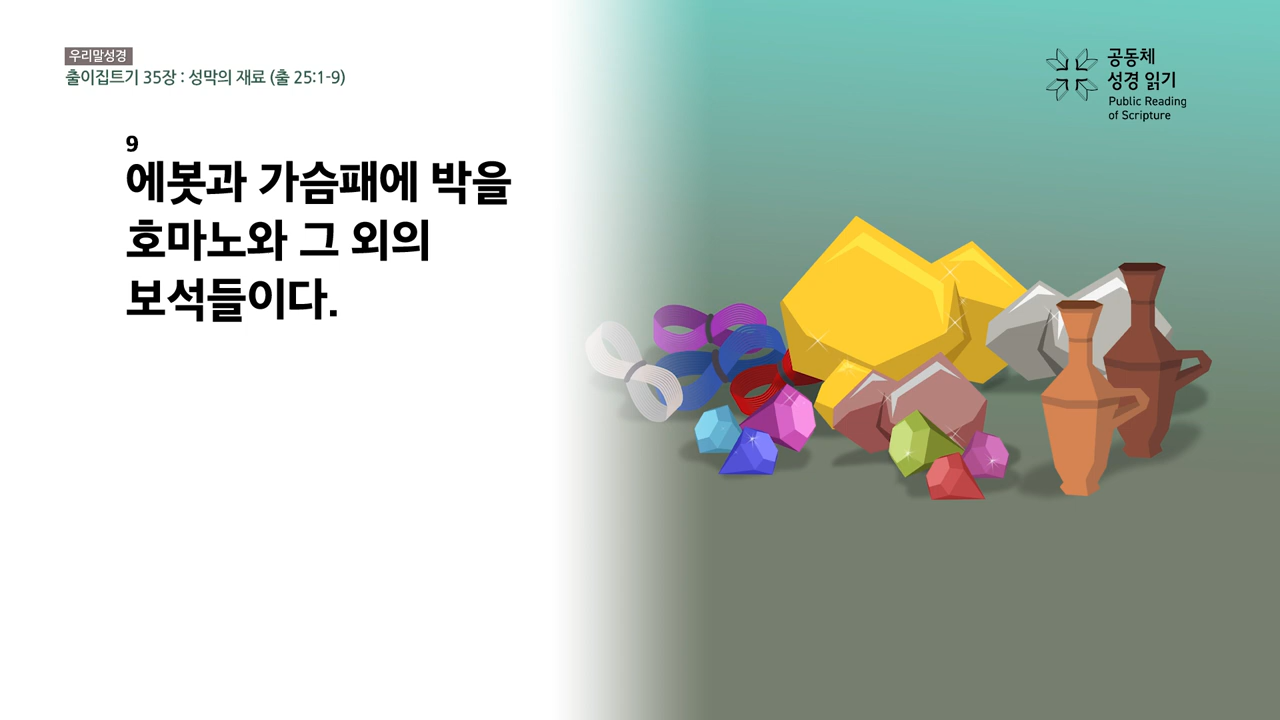 우리말성경
출이집트기 35장 : 성막의 재료 (출 25:1-9)
9
에봇과 가슴패에 박을
호마노와 그 외의
보석들이다.
공동체
성경 읽기
Public Reading
of Scripture